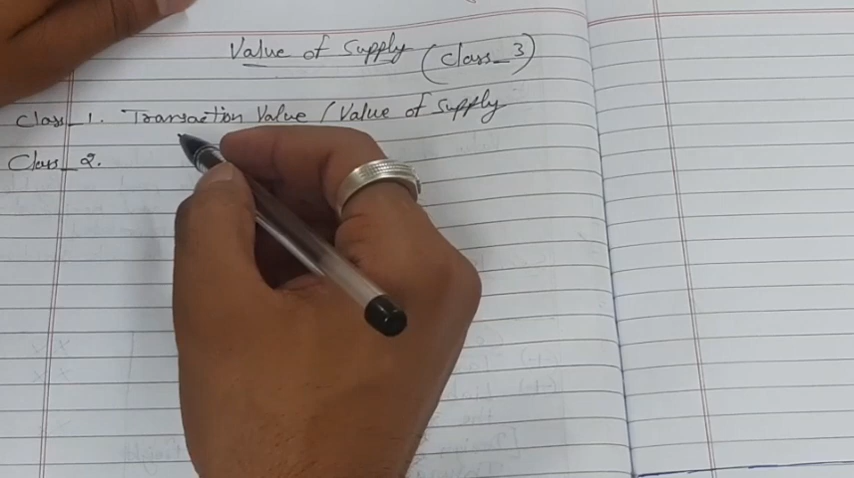 Value of Supply (Class_3)
Class_1. Transaction Value / Value of Supply
Class_2.